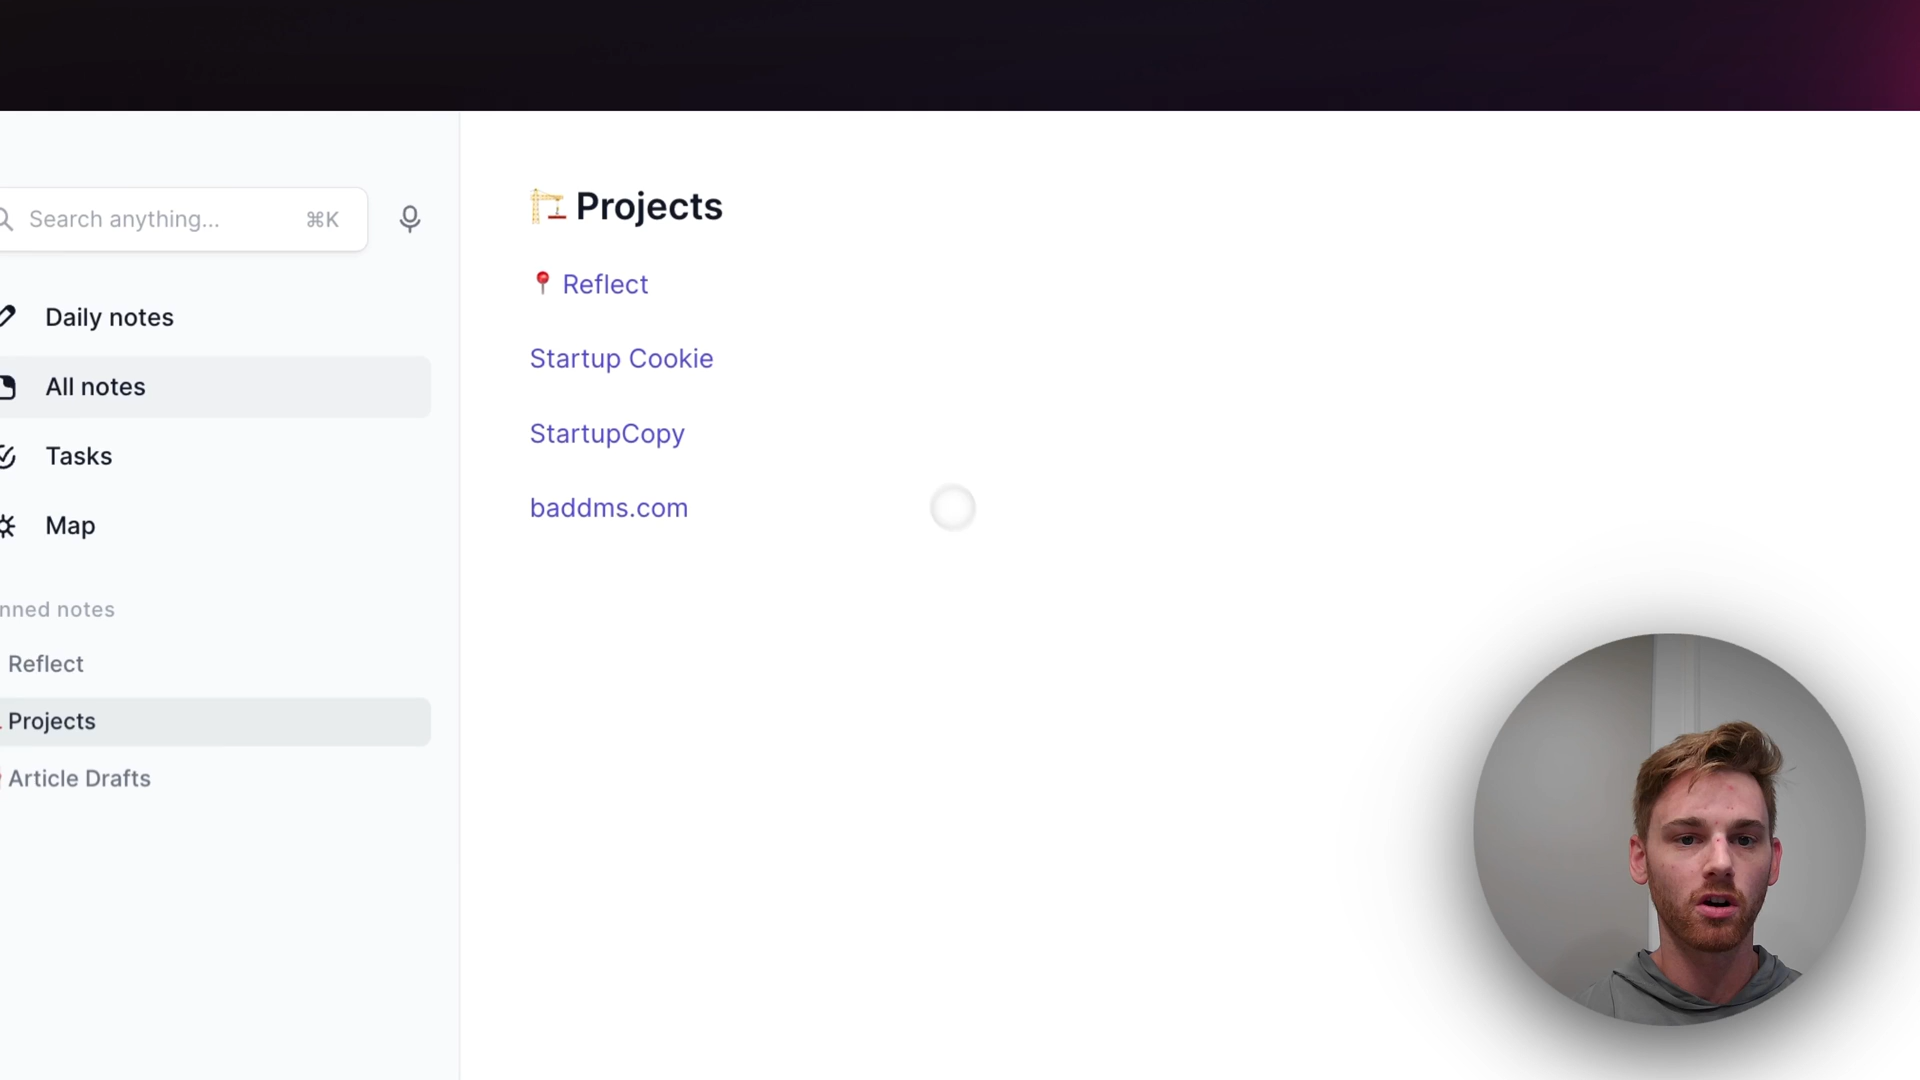 Search anything... ⌘K
Daily notes
All notes
Tasks
Map
nned notes
Reflect
Projects
Article Drafts
Projects
Reflect
Startup Cookie
StartupCopy
baddms.com